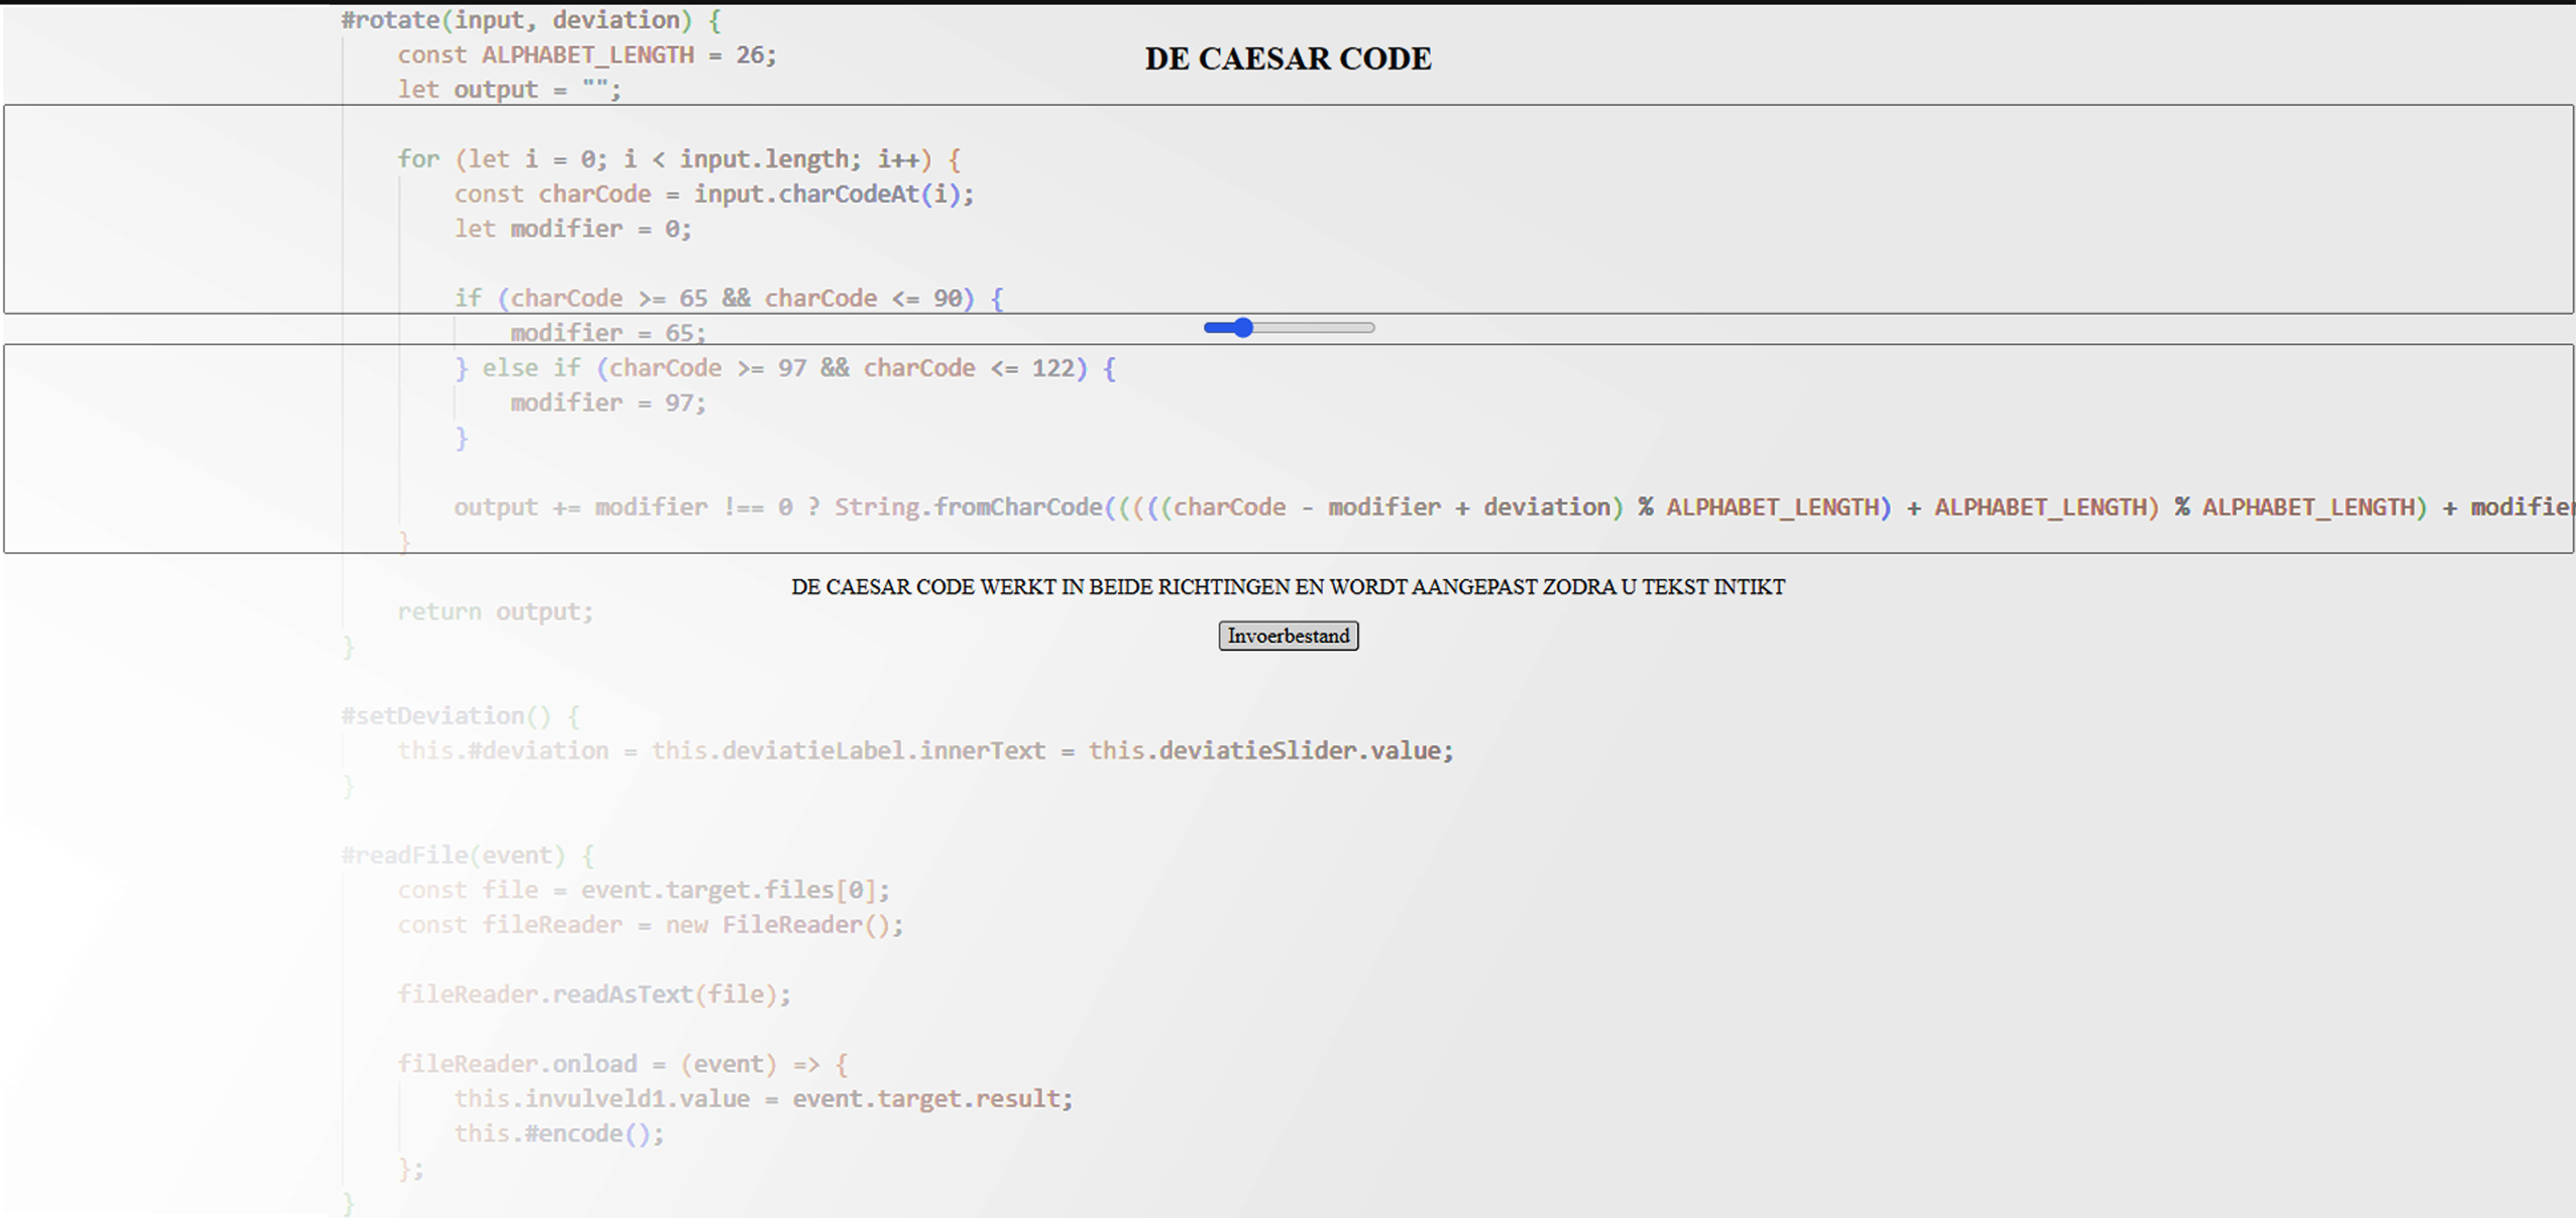 #rotate(input, deviation) {
const ALPHABET_LENGTH = 26;
DE CAESAR CODE
let output = "";
for (let i = 0; i < input.length; i++) {
const charCode = input.charCodeAt(i);
let modifier = 0;
if (charCode >= 65 && charCode <= 90) {
modifier = 65;
} else if (charCode >= 97 && charCode <= 122) {
modifier = 97;
}
output += modifier !== 0 ? String.fromCharCode(((((charCode - modifier + deviation) % ALPHABET_LENGTH) + ALPHABET_LENGTH) % ALPHABET_LENGTH) + modifier
}
DE CAESAR CODE WERKT IN BEIDE RICHTINGEN EN WORDT AANGEPAST ZODRA U TEKST INTIKT
return output;
Invoerbestand
}
#setDeviation() {
this.#deviation = this.deviatieLabel.innerText = this.deviatieSlider.value;
}
#readFile(event) {
const file = event.target.files[0];
const fileReader = new FileReader();
fileReader.readAsText(file);
fileReader.onload = (event) => {
this.invulveld1.value = event.target.result;
this.#encode();
};
}